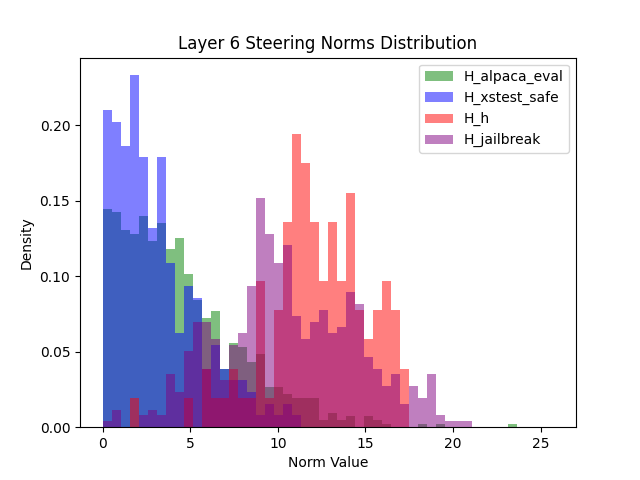 Layer 6 Steering Norms Distribution
H_alpaca_eval
H_xstest_safe
H_h
H_jailbreak
Density
0.20
0.15
0.10
0.05
0.00
0 5 10 15 20 25
Norm Value